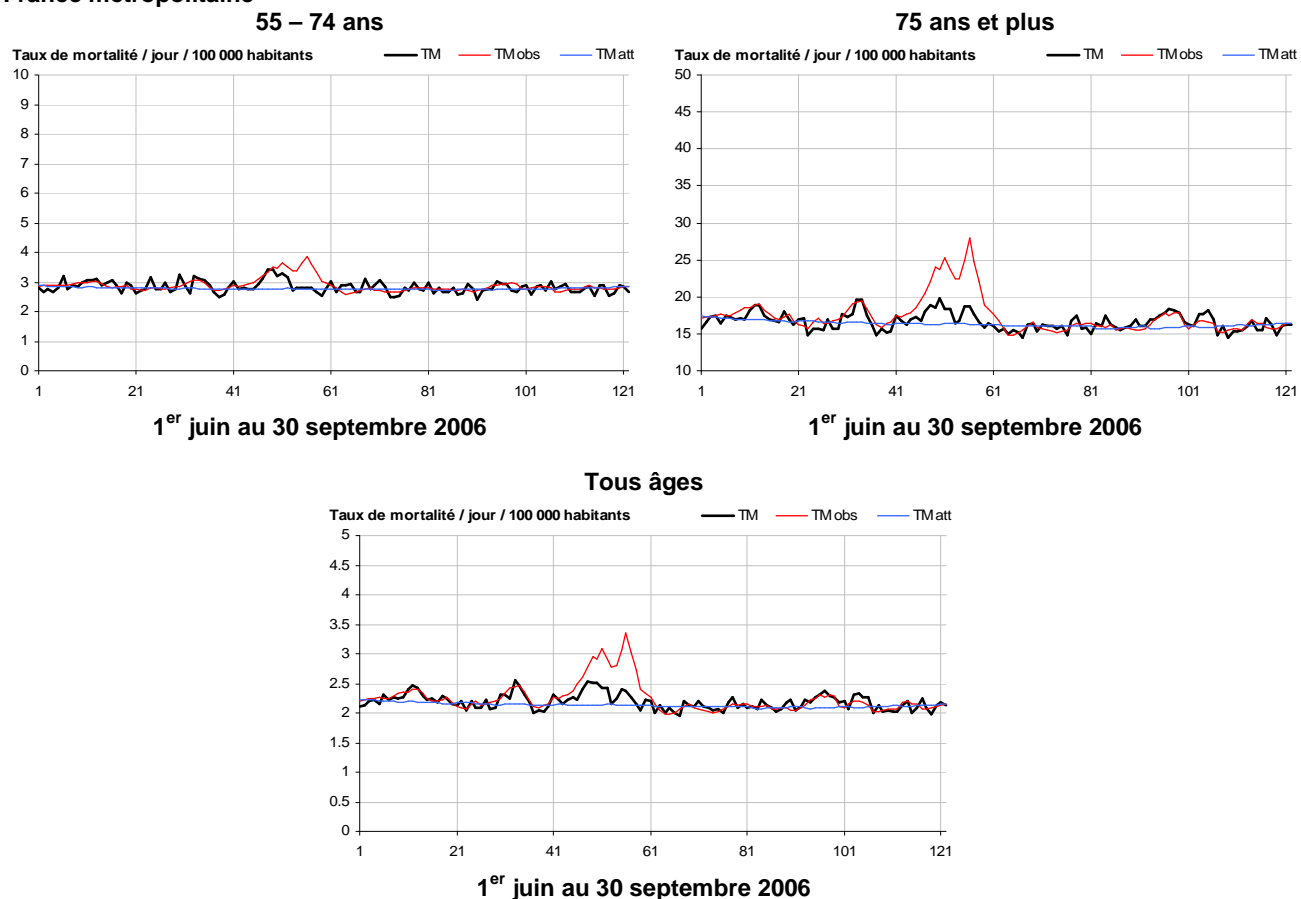 France métropolitaine
55 – 74 ans
Taux de mortalité / jour / 100 000 habitants TM TMobs TMatt
10
9
8
7
6
5
4
3
2
1
0
1 21 41 61 81 101 121
1er juin au 30 septembre 2006
75 ans et plus
Taux de mortalité / jour / 100 000 habitants TM TMobs TMatt
50
45
40
35
30
25
20
15
10
1 21 41 61 81 101 121
1er juin au 30 septembre 2006
Tous âges
Taux de mortalité / jour / 100 000 habitants TM TMobs TMatt
5
4.5
4
3.5
3
2.5
2
1.5
1
0.5
0
1 21 41 61 81 101 121
1er juin au 30 septembre 2006